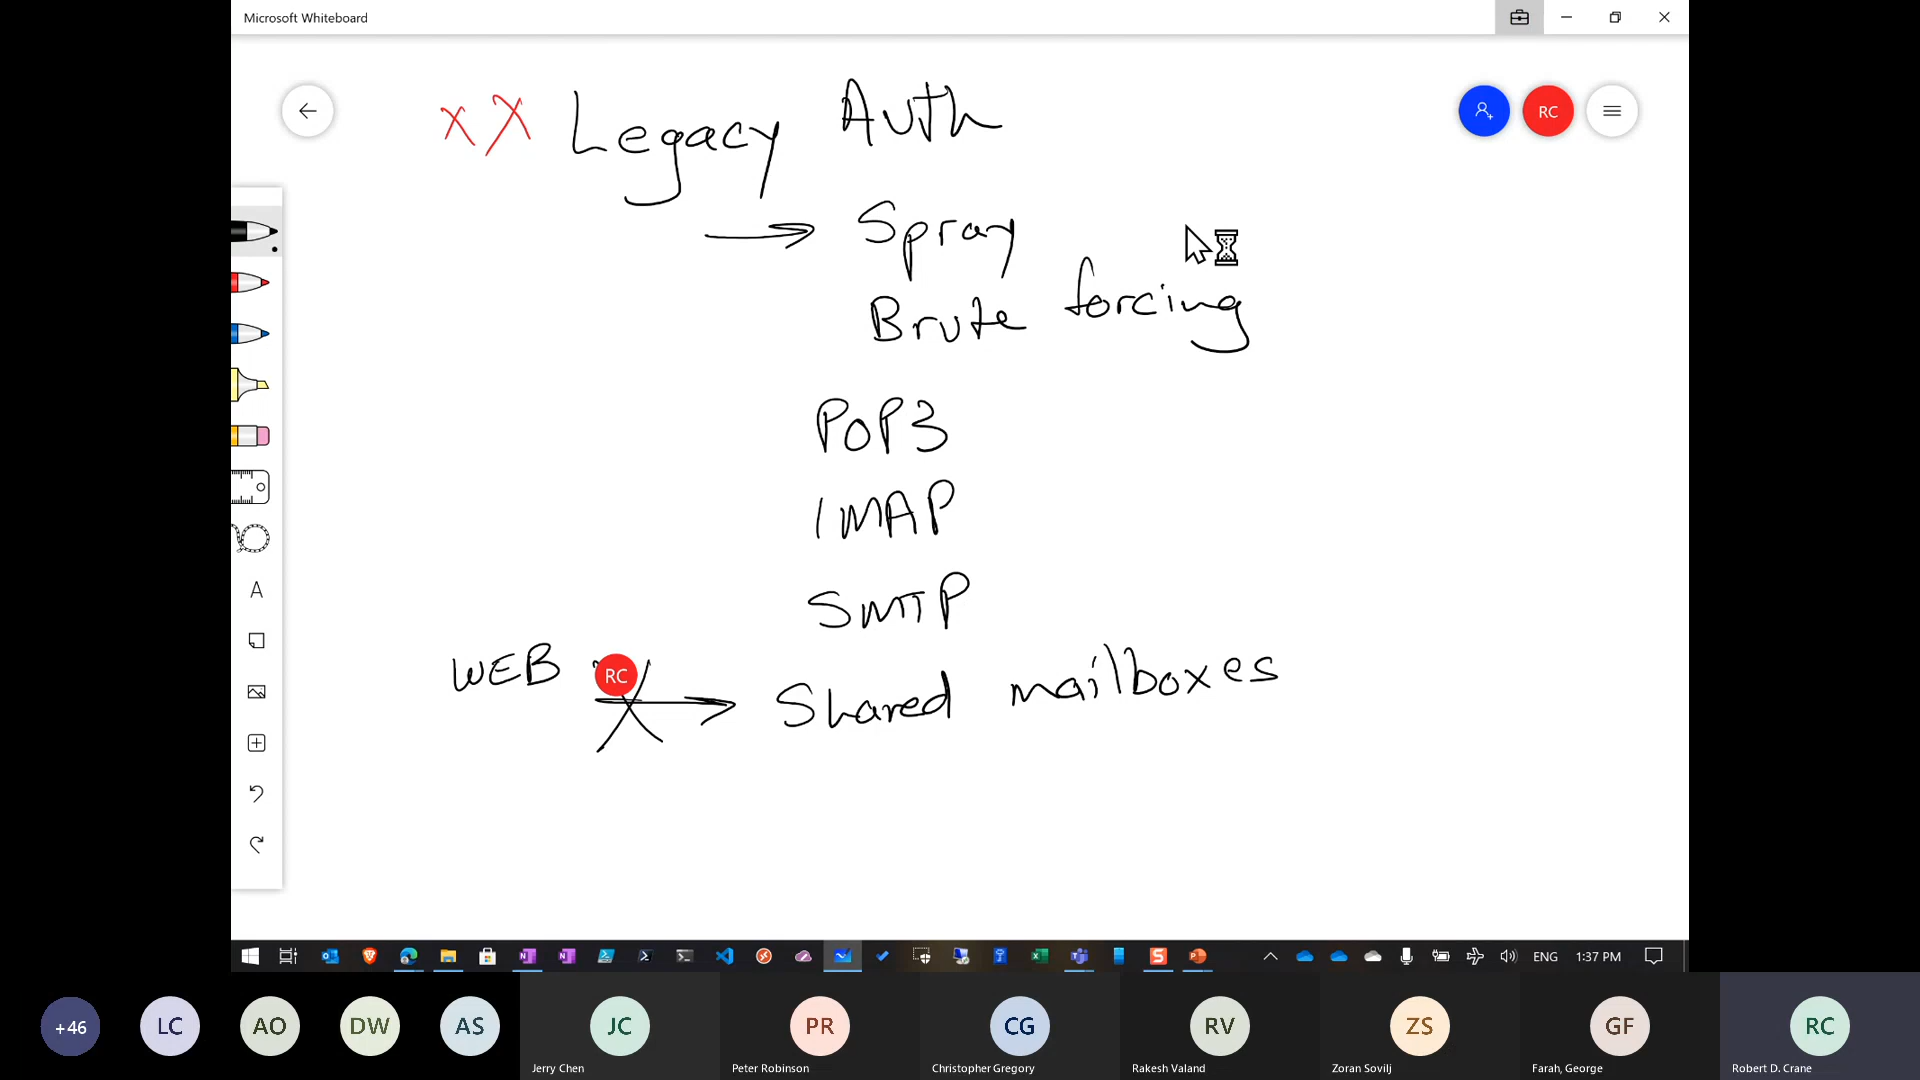 Microsoft Whiteboard
X X Legacy Auth
RC
→ Spray
Brute forcing
POP3
IMAP
SMTP
WEB
RC
→ Shared mailboxes
A
ENG 1:37 PM
+46 LC AO DW AS JC PR CG RV ZS GF RC
Jerry Chen Peter Robinson Christopher Gregory Rakesh Valand Zoran Sovilj Farah, George Robert D. Crane